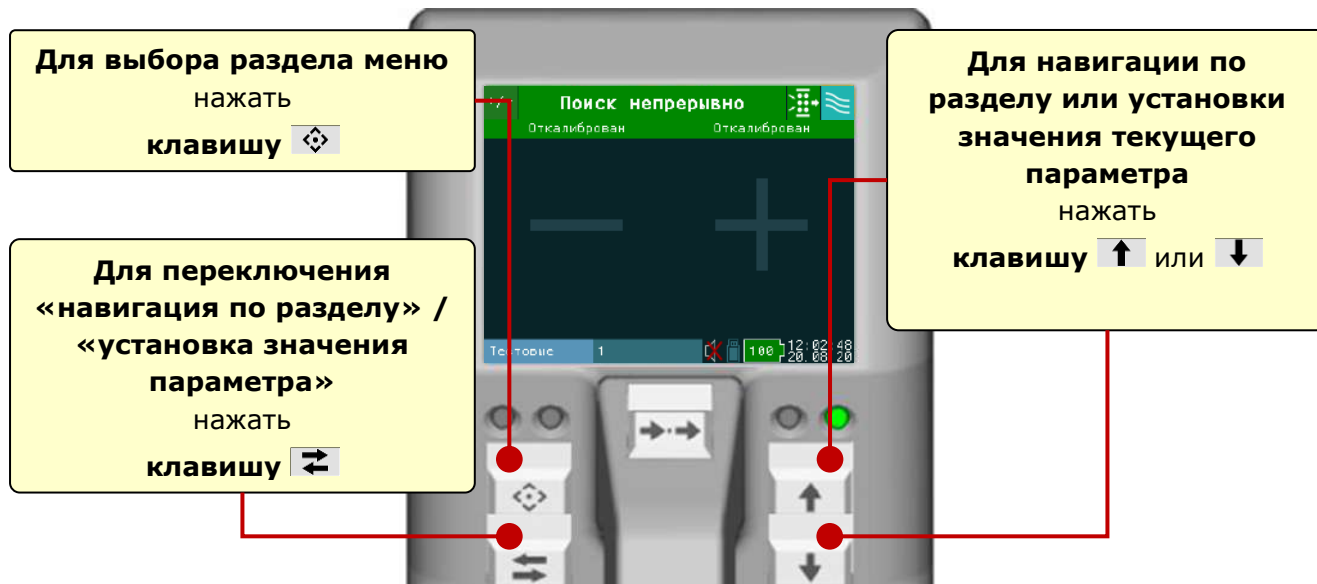 Для выбора раздела меню
нажать
клавишу
Для переключения
«навигация по разделу» /
«установка значения
параметра»
нажать
клавишу
+/-
Поиск непрерывно
Откалиброван Откалиброван
1 100 12:02:48
20.08.20
Для навигации по
разделу или установки
значения текущего
параметра
нажать
клавишу или